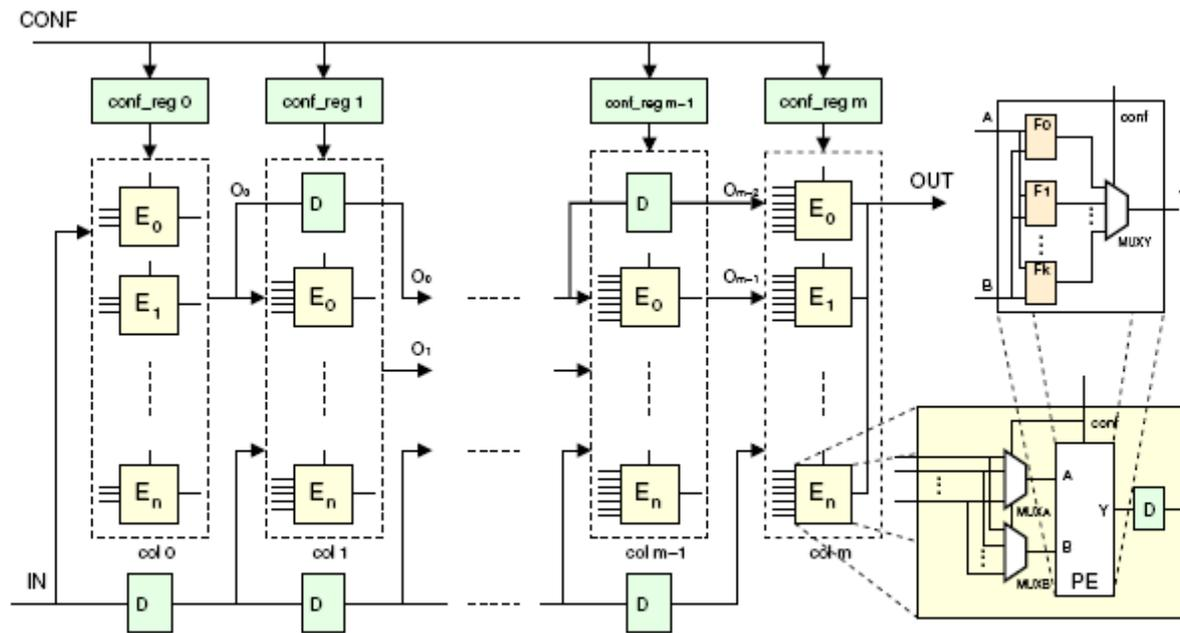 CONF
conf_reg 0
conf_reg 1
conf_reg m-1
conf_reg m
E0
E1
En
col 0
O0
D
E0
En
col 1
O0
O1
D
E0
En
col m-1
Om-2
Om-1
E0
E1
En
col m
OUT
IN
D
D
D
A
B
F0
F1
Fk
conf
MUXY
conf
MUXA
MUXB
A
B
Y
PE
D